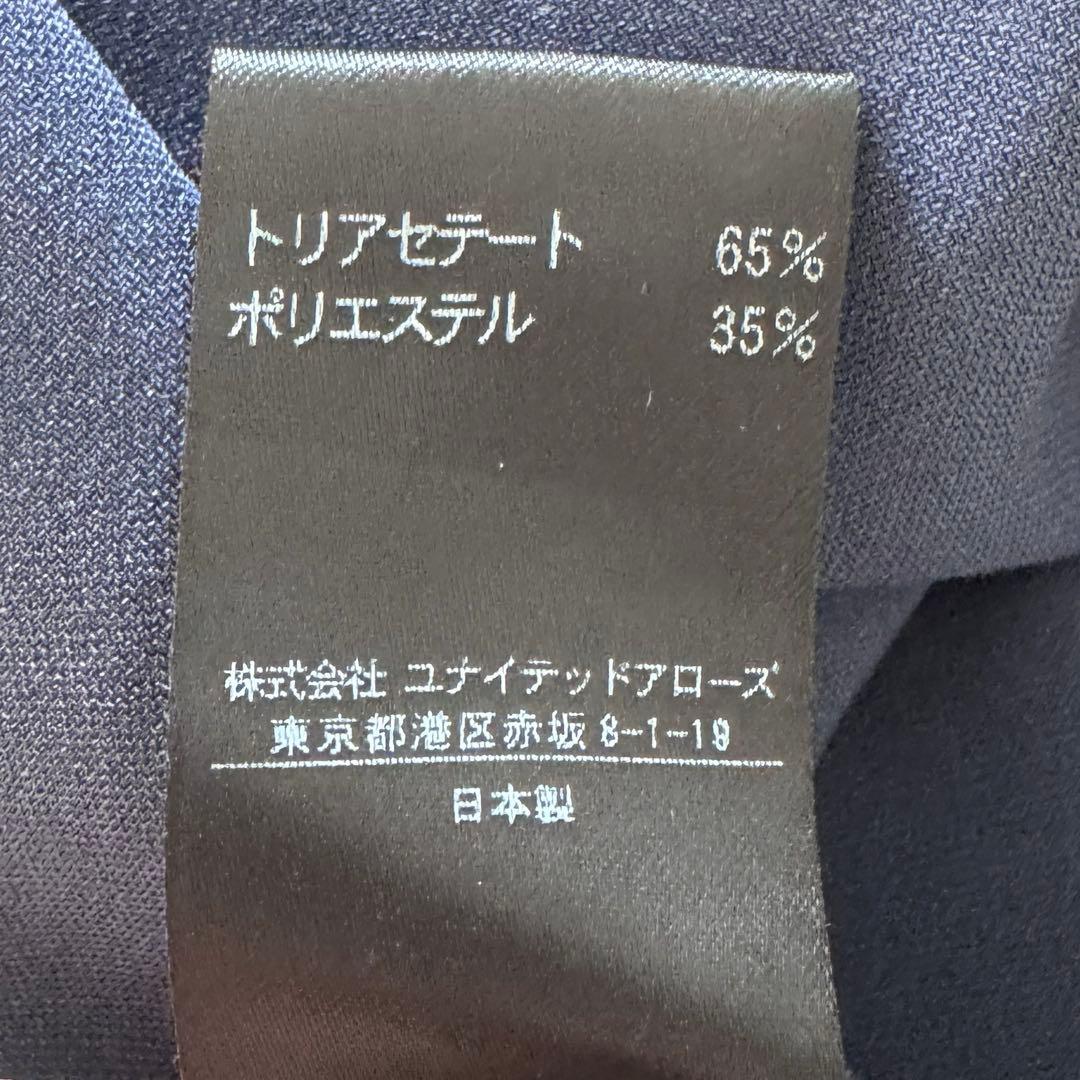 トリアセテート 65%
ポリエステル 35%
株式会社 ユナイテッドアローズ
東京都港区赤坂8-1-19
日本製